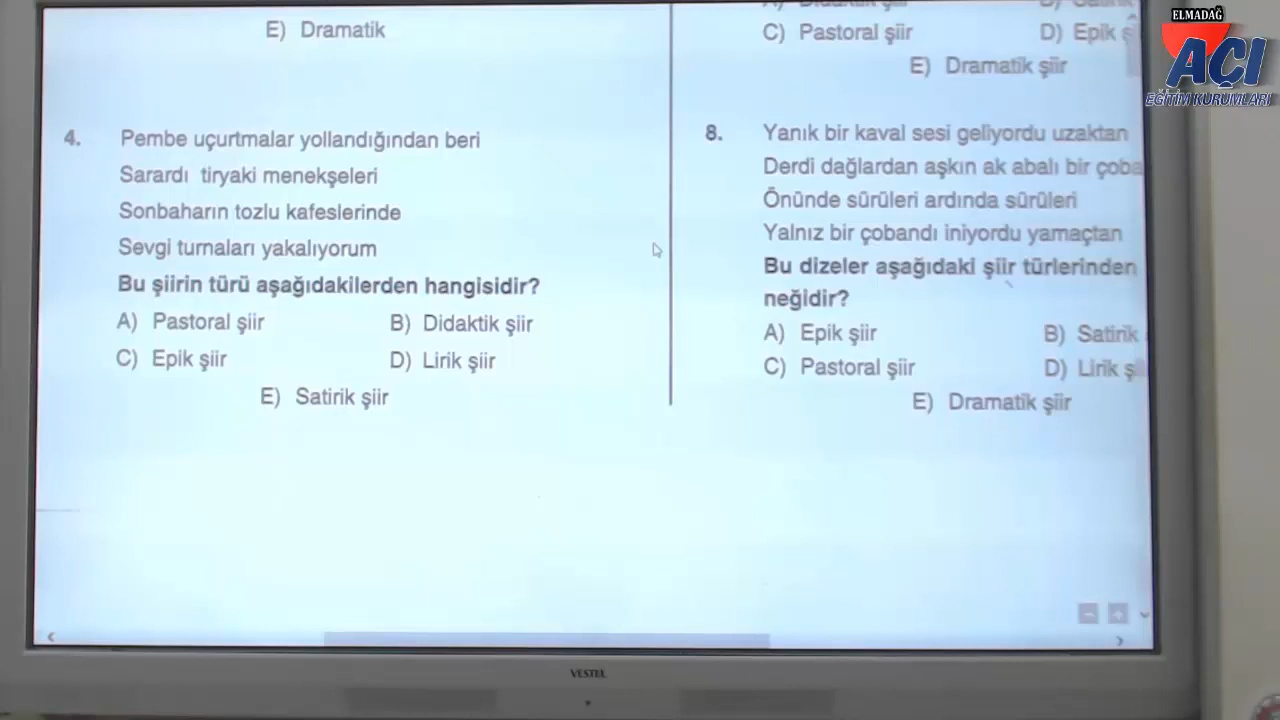 E) Dramatik
4. Pembe uçurtmalar yollandığından beri
Sarardı tiryaki menekşeleri
Sonbaharın tozlu kafeslerinde
Sevgi turnaları yakalıyorum
Bu şiirin türü aşağıdakilerden hangisidir?
A) Pastoral şiir
B) Didaktik şiir
C) Epik şiir
D) Lirik şiir
E) Satirik şiir
C) Pastoral şiir
D) Epik ş
E) Dramatik şiir
8. Yanık bir kaval sesi geliyordu uzaktan
Derdi dağlardan aşkın ak abalı bir çoba
Önünde sürüleri ardında sürüleri
Yalnız bir çobandı iniyordu yamaçtan
Bu dizeler aşağıdaki şiir türlerinden
neğidir?
A) Epik şiir
B) Satirik
C) Pastoral şiir
D) Lirik ş
E) Dramatik şiir
ELMADAĞ
AÇI
EĞİTİM KURUMLARI
VESTEL